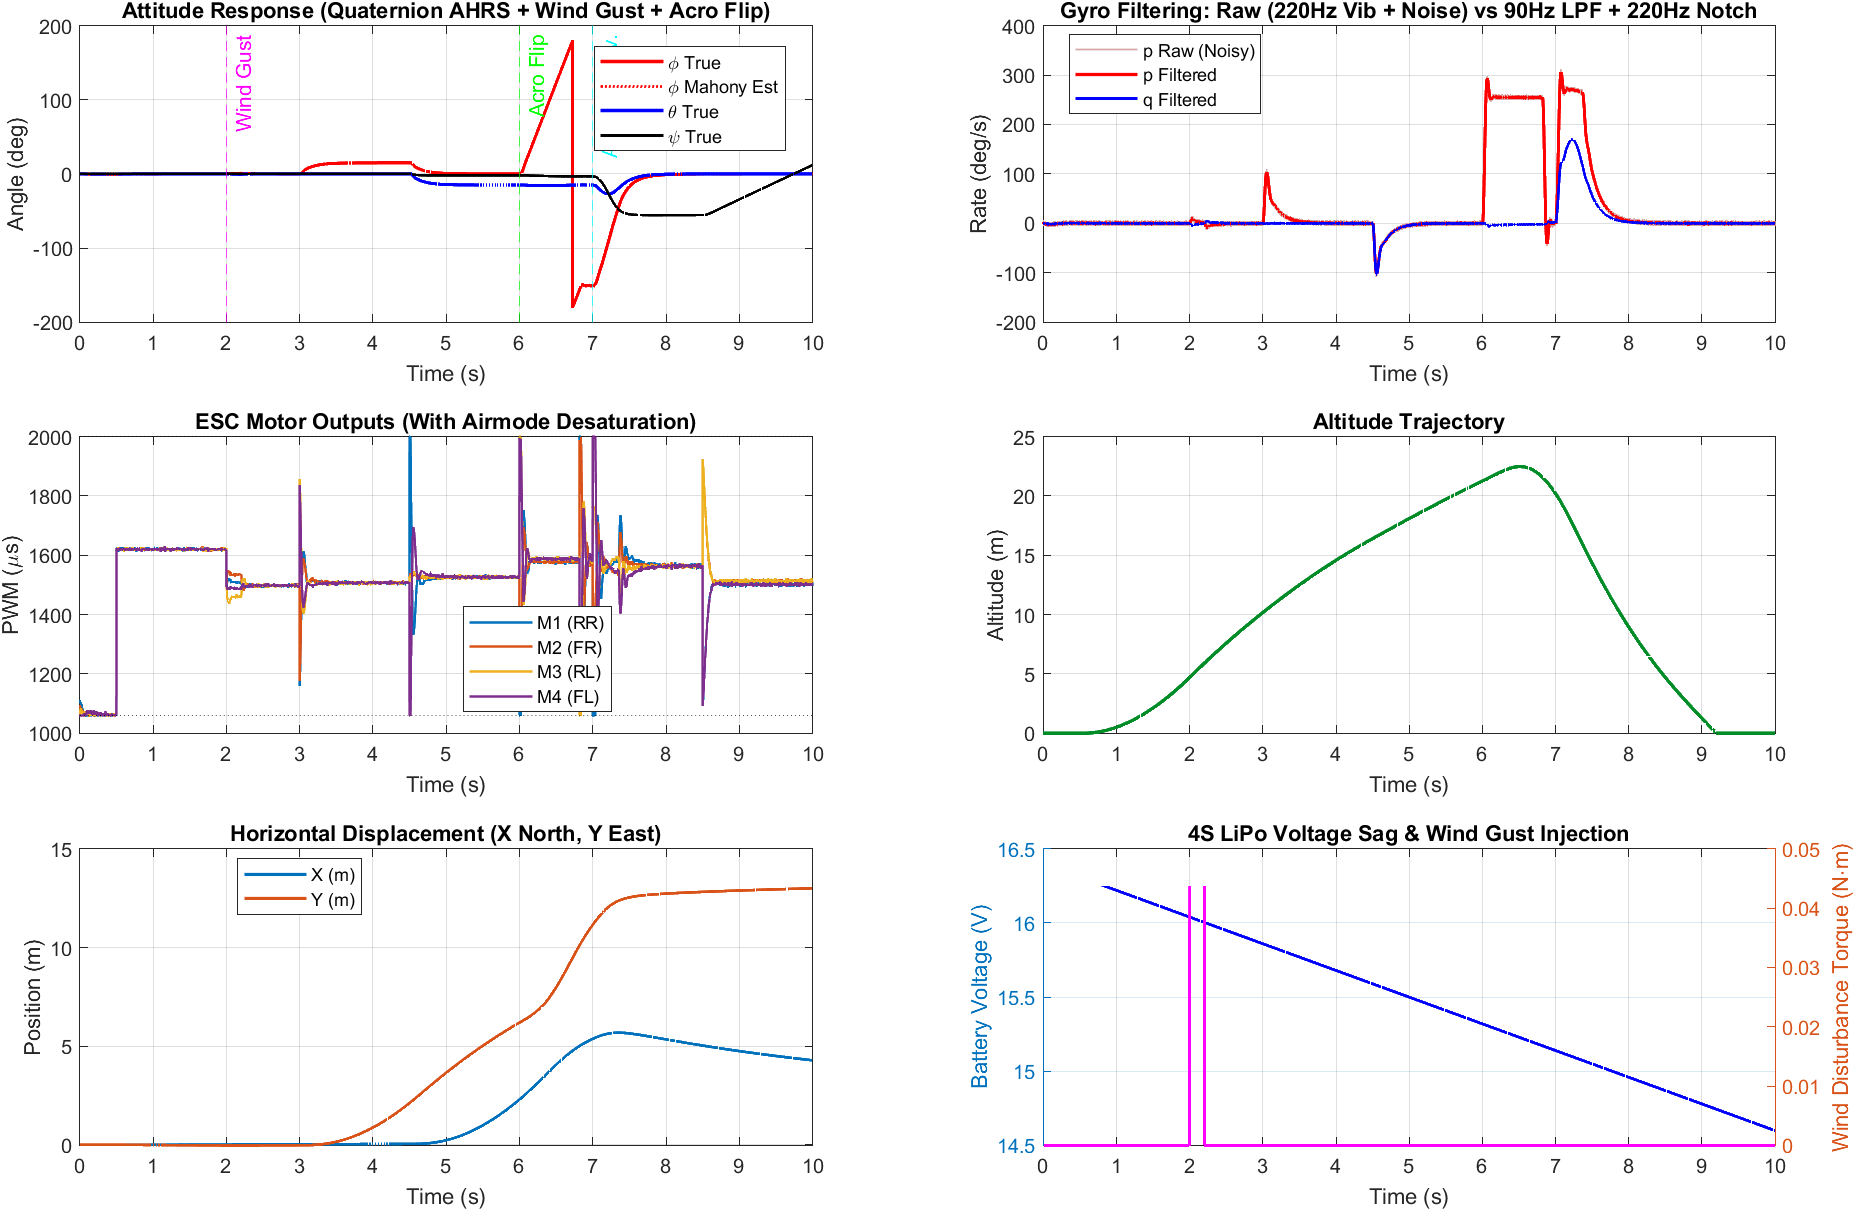 Attitude Response (Quaternion AHRS + Wind Gust + Acro Flip)
200
100
0
-100
-200
Angle (deg)
Wind Gust
Acro Flip
ϕ True
ϕ Mahony Est
θ True
ψ True
0 1 2 3 4 5 6 7 8 9 10
Time (s)
Gyro Filtering: Raw (220Hz Vib + Noise) vs 90Hz LPF + 220Hz Notch
400
300
200
100
0
-100
-200
Rate (deg/s)
p Raw (Noisy)
p Filtered
q Filtered
0 1 2 3 4 5 6 7 8 9 10
Time (s)
ESC Motor Outputs (With Airmode Desaturation)
2000
1800
1600
1400
1200
1000
PWM (μs)
M1 (RR)
M2 (FR)
M3 (RL)
M4 (FL)
0 1 2 3 4 5 6 7 8 9 10
Time (s)
Altitude Trajectory
25
20
15
10
5
0
Altitude (m)
0 1 2 3 4 5 6 7 8 9 10
Time (s)
Horizontal Displacement (X North, Y East)
15
10
5
0
Position (m)
X (m)
Y (m)
0 1 2 3 4 5 6 7 8 9 10
Time (s)
4S LiPo Voltage Sag & Wind Gust Injection
16.5
16
15.5
15
14.5
Battery Voltage (V)
0.05
0.04
0.03
0.02
0.01
0
Wind Disturbance Torque (N·m)
0 1 2 3 4 5 6 7 8 9 10
Time (s)